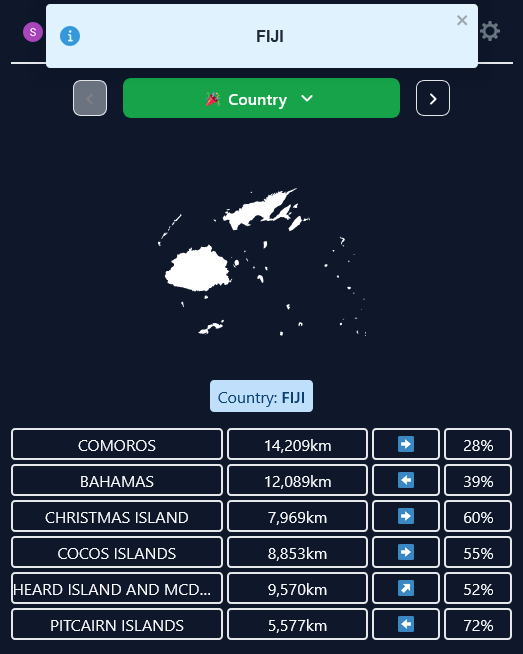 S
FIJI
Country
Country: FIJI
COMOROS 14,209km 28%
BAHAMAS 12,089km 39%
CHRISTMAS ISLAND 7,969km 60%
COCOS ISLANDS 8,853km 55%
HEARD ISLAND AND MCD... 9,570km 52%
PITCAIRN ISLANDS 5,577km 72%